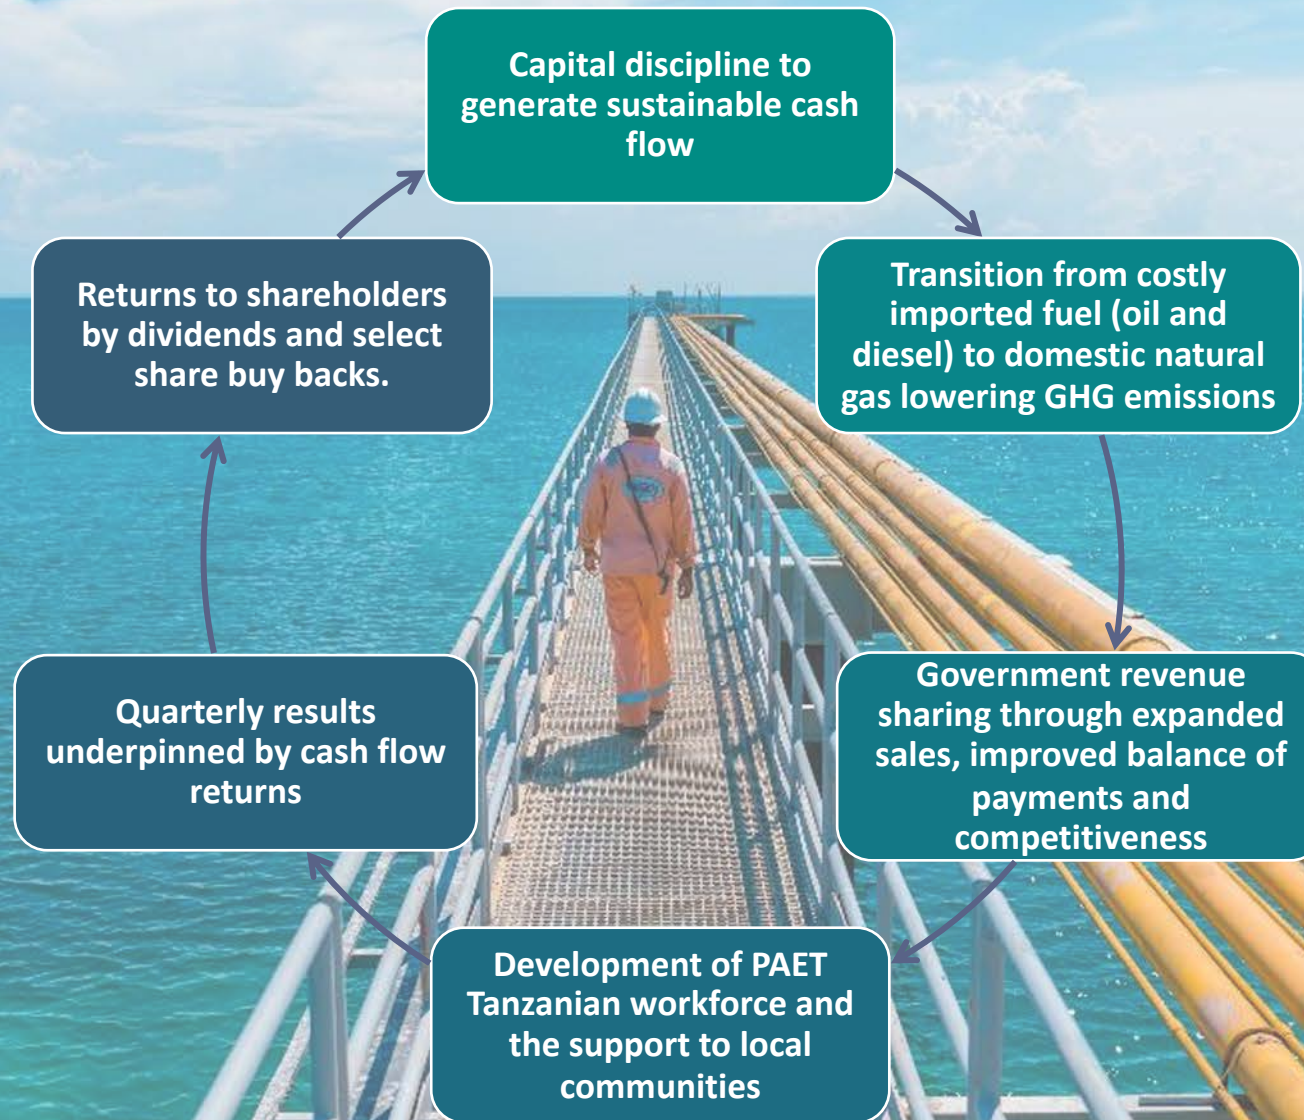 Capital discipline to
generate sustainable cash
flow
Transition from costly
imported fuel (oil and
diesel) to domestic natural
gas lowering GHG emissions
Government revenue
sharing through expanded
sales, improved balance of
payments and
competitiveness
Development of PAET
Tanzanian workforce and
the support to local
communities
Quarterly results
underpinned by cash flow
returns
Returns to shareholders
by dividends and select
share buy backs.